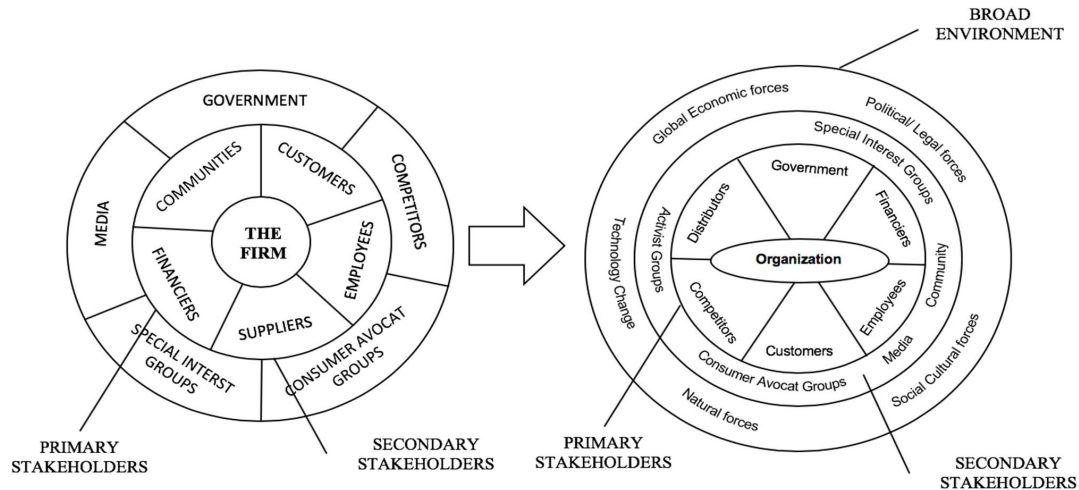 GOVERNMENT
COMMUNITIES
CUSTOMERS
MEDIA
COMPETITORS
THE
FIRM
FINANCIERS
EMPLOYEES
SUPPLIERS
SPECIAL INTERST
GROUPS
CONSUMER AVOCAT
GROUPS
PRIMARY
STAKEHOLDERS
SECONDARY
STAKEHOLDERS
BROAD
ENVIRONMENT
Global Economic forces
Political/ Legal forces
Special Interest Groups
Government
Distributors
Financiers
Activist Groups
Technology Change
Organization
Community
Competitors
Employees
Customers
Media
Consumer Avocat Groups
Social Cultural forces
Natural forces
PRIMARY
STAKEHOLDERS
SECONDARY
STAKEHOLDERS